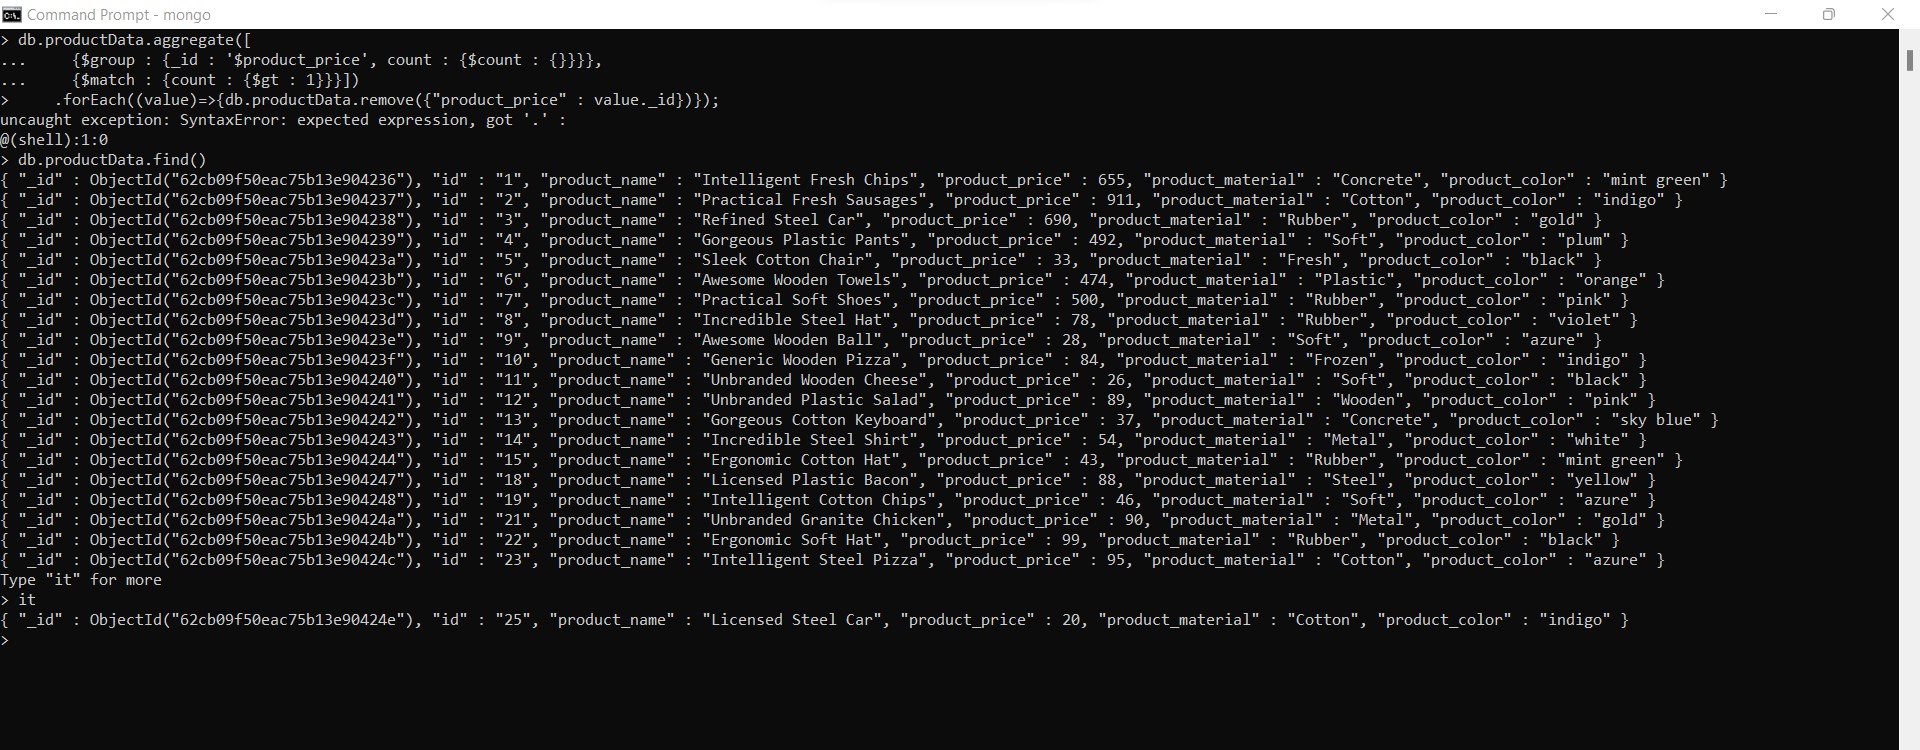 Command Prompt - mongo
> db.productData.aggregate([
...     {$group : {_id : '$product_price', count : {$count : {}}}},
...     {$match : {count : {$gt : 1}}}])
>     .forEach((value)=>{db.productData.remove({"product_price" : value._id})});
uncaught exception: SyntaxError: expected expression, got '.' :
@(shell):1:0
> db.productData.find()
{ "_id" : ObjectId("62cb09f50eac75b13e904236"), "id" : "1", "product_name" : "Intelligent Fresh Chips", "product_price" : 655, "product_material" : "Concrete", "product_color" : "mint green" }
{ "_id" : ObjectId("62cb09f50eac75b13e904237"), "id" : "2", "product_name" : "Practical Fresh Sausages", "product_price" : 911, "product_material" : "Cotton", "product_color" : "indigo" }
{ "_id" : ObjectId("62cb09f50eac75b13e904238"), "id" : "3", "product_name" : "Refined Steel Car", "product_price" : 690, "product_material" : "Rubber", "product_color" : "gold" }
{ "_id" : ObjectId("62cb09f50eac75b13e904239"), "id" : "4", "product_name" : "Gorgeous Plastic Pants", "product_price" : 492, "product_material" : "Soft", "product_color" : "plum" }
{ "_id" : ObjectId("62cb09f50eac75b13e90423a"), "id" : "5", "product_name" : "Sleek Cotton Chair", "product_price" : 33, "product_material" : "Fresh", "product_color" : "black" }
{ "_id" : ObjectId("62cb09f50eac75b13e90423b"), "id" : "6", "product_name" : "Awesome Wooden Towels", "product_price" : 474, "product_material" : "Plastic", "product_color" : "orange" }
{ "_id" : ObjectId("62cb09f50eac75b13e90423c"), "id" : "7", "product_name" : "Practical Soft Shoes", "product_price" : 500, "product_material" : "Rubber", "product_color" : "pink" }
{ "_id" : ObjectId("62cb09f50eac75b13e90423d"), "id" : "8", "product_name" : "Incredible Steel Hat", "product_price" : 78, "product_material" : "Rubber", "product_color" : "violet" }
{ "_id" : ObjectId("62cb09f50eac75b13e90423e"), "id" : "9", "product_name" : "Awesome Wooden Ball", "product_price" : 28, "product_material" : "Soft", "product_color" : "azure" }
{ "_id" : ObjectId("62cb09f50eac75b13e90423f"), "id" : "10", "product_name" : "Generic Wooden Pizza", "product_price" : 84, "product_material" : "Frozen", "product_color" : "indigo" }
{ "_id" : ObjectId("62cb09f50eac75b13e904240"), "id" : "11", "product_name" : "Unbranded Wooden Cheese", "product_price" : 26, "product_material" : "Soft", "product_color" : "black" }
{ "_id" : ObjectId("62cb09f50eac75b13e904241"), "id" : "12", "product_name" : "Unbranded Plastic Salad", "product_price" : 89, "product_material" : "Wooden", "product_color" : "pink" }
{ "_id" : ObjectId("62cb09f50eac75b13e904242"), "id" : "13", "product_name" : "Gorgeous Cotton Keyboard", "product_price" : 37, "product_material" : "Concrete", "product_color" : "sky blue" }
{ "_id" : ObjectId("62cb09f50eac75b13e904243"), "id" : "14", "product_name" : "Incredible Steel Shirt", "product_price" : 54, "product_material" : "Metal", "product_color" : "white" }
{ "_id" : ObjectId("62cb09f50eac75b13e904244"), "id" : "15", "product_name" : "Ergonomic Cotton Hat", "product_price" : 43, "product_material" : "Rubber", "product_color" : "mint green" }
{ "_id" : ObjectId("62cb09f50eac75b13e904247"), "id" : "18", "product_name" : "Licensed Plastic Bacon", "product_price" : 88, "product_material" : "Steel", "product_color" : "yellow" }
{ "_id" : ObjectId("62cb09f50eac75b13e904248"), "id" : "19", "product_name" : "Intelligent Cotton Chips", "product_price" : 46, "product_material" : "Soft", "product_color" : "azure" }
{ "_id" : ObjectId("62cb09f50eac75b13e90424a"), "id" : "21", "product_name" : "Unbranded Granite Chicken", "product_price" : 90, "product_material" : "Metal", "product_color" : "gold" }
{ "_id" : ObjectId("62cb09f50eac75b13e90424b"), "id" : "22", "product_name" : "Ergonomic Soft Hat", "product_price" : 99, "product_material" : "Rubber", "product_color" : "black" }
{ "_id" : ObjectId("62cb09f50eac75b13e90424c"), "id" : "23", "product_name" : "Intelligent Steel Pizza", "product_price" : 95, "product_material" : "Cotton", "product_color" : "azure" }
Type "it" for more
> it
{ "_id" : ObjectId("62cb09f50eac75b13e90424e"), "id" : "25", "product_name" : "Licensed Steel Car", "product_price" : 20, "product_material" : "Cotton", "product_color" : "indigo" }
>